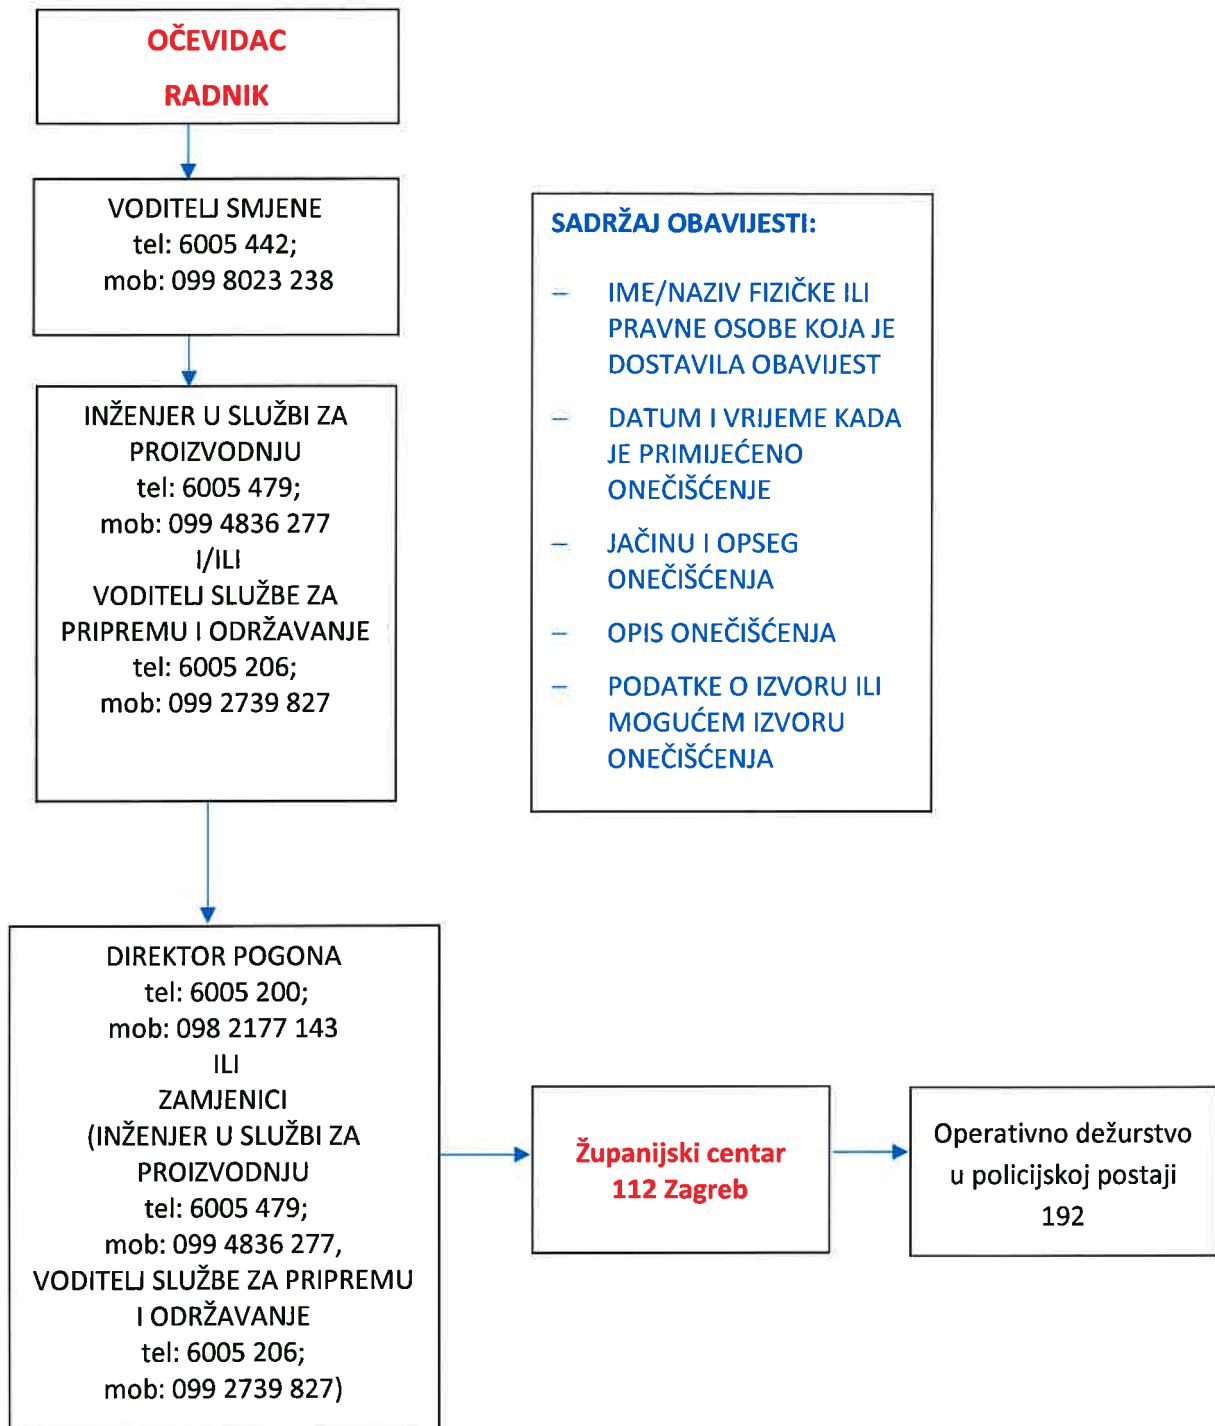 OČEVIDAC
RADNIK
VODITELJ SMJENE
tel: 6005 442;
mob: 099 8023 238
INŽENJER U SLUŽBI ZA
PROIZVODNJU
tel: 6005 479;
mob: 099 4836 277
I/ILI
VODITELJ SLUŽBE ZA
PRIPREMU I ODRŽAVANJE
tel: 6005 206;
mob: 099 2739 827
SADRŽAJ OBAVIJESTI:
– IME/NAZIV FIZIČKE ILI
PRAVNE OSOBE KOJA JE
DOSTAVILA OBAVIJEST
– DATUM I VRIJEME KADA
JE PRIMIJEĆENO
ONEČIŠĆENJE
– JAČINU I OPSEG
ONEČIŠĆENJA
– OPIS ONEČIŠĆENJA
– PODATKE O IZVORU ILI
MOGUĆEM IZVORU
ONEČIŠĆENJA
DIREKTOR POGONA
tel: 6005 200;
mob: 098 2177 143
ILI
ZAMJENICI
(INŽENJER U SLUŽBI ZA
PROIZVODNJU
tel: 6005 479;
mob: 099 4836 277,
VODITELJ SLUŽBE ZA PRIPREMU
I ODRŽAVANJE
tel: 6005 206;
mob: 099 2739 827)
Županijski centar
112 Zagreb
Operativno dežurstvo
u policijskoj postaji
192